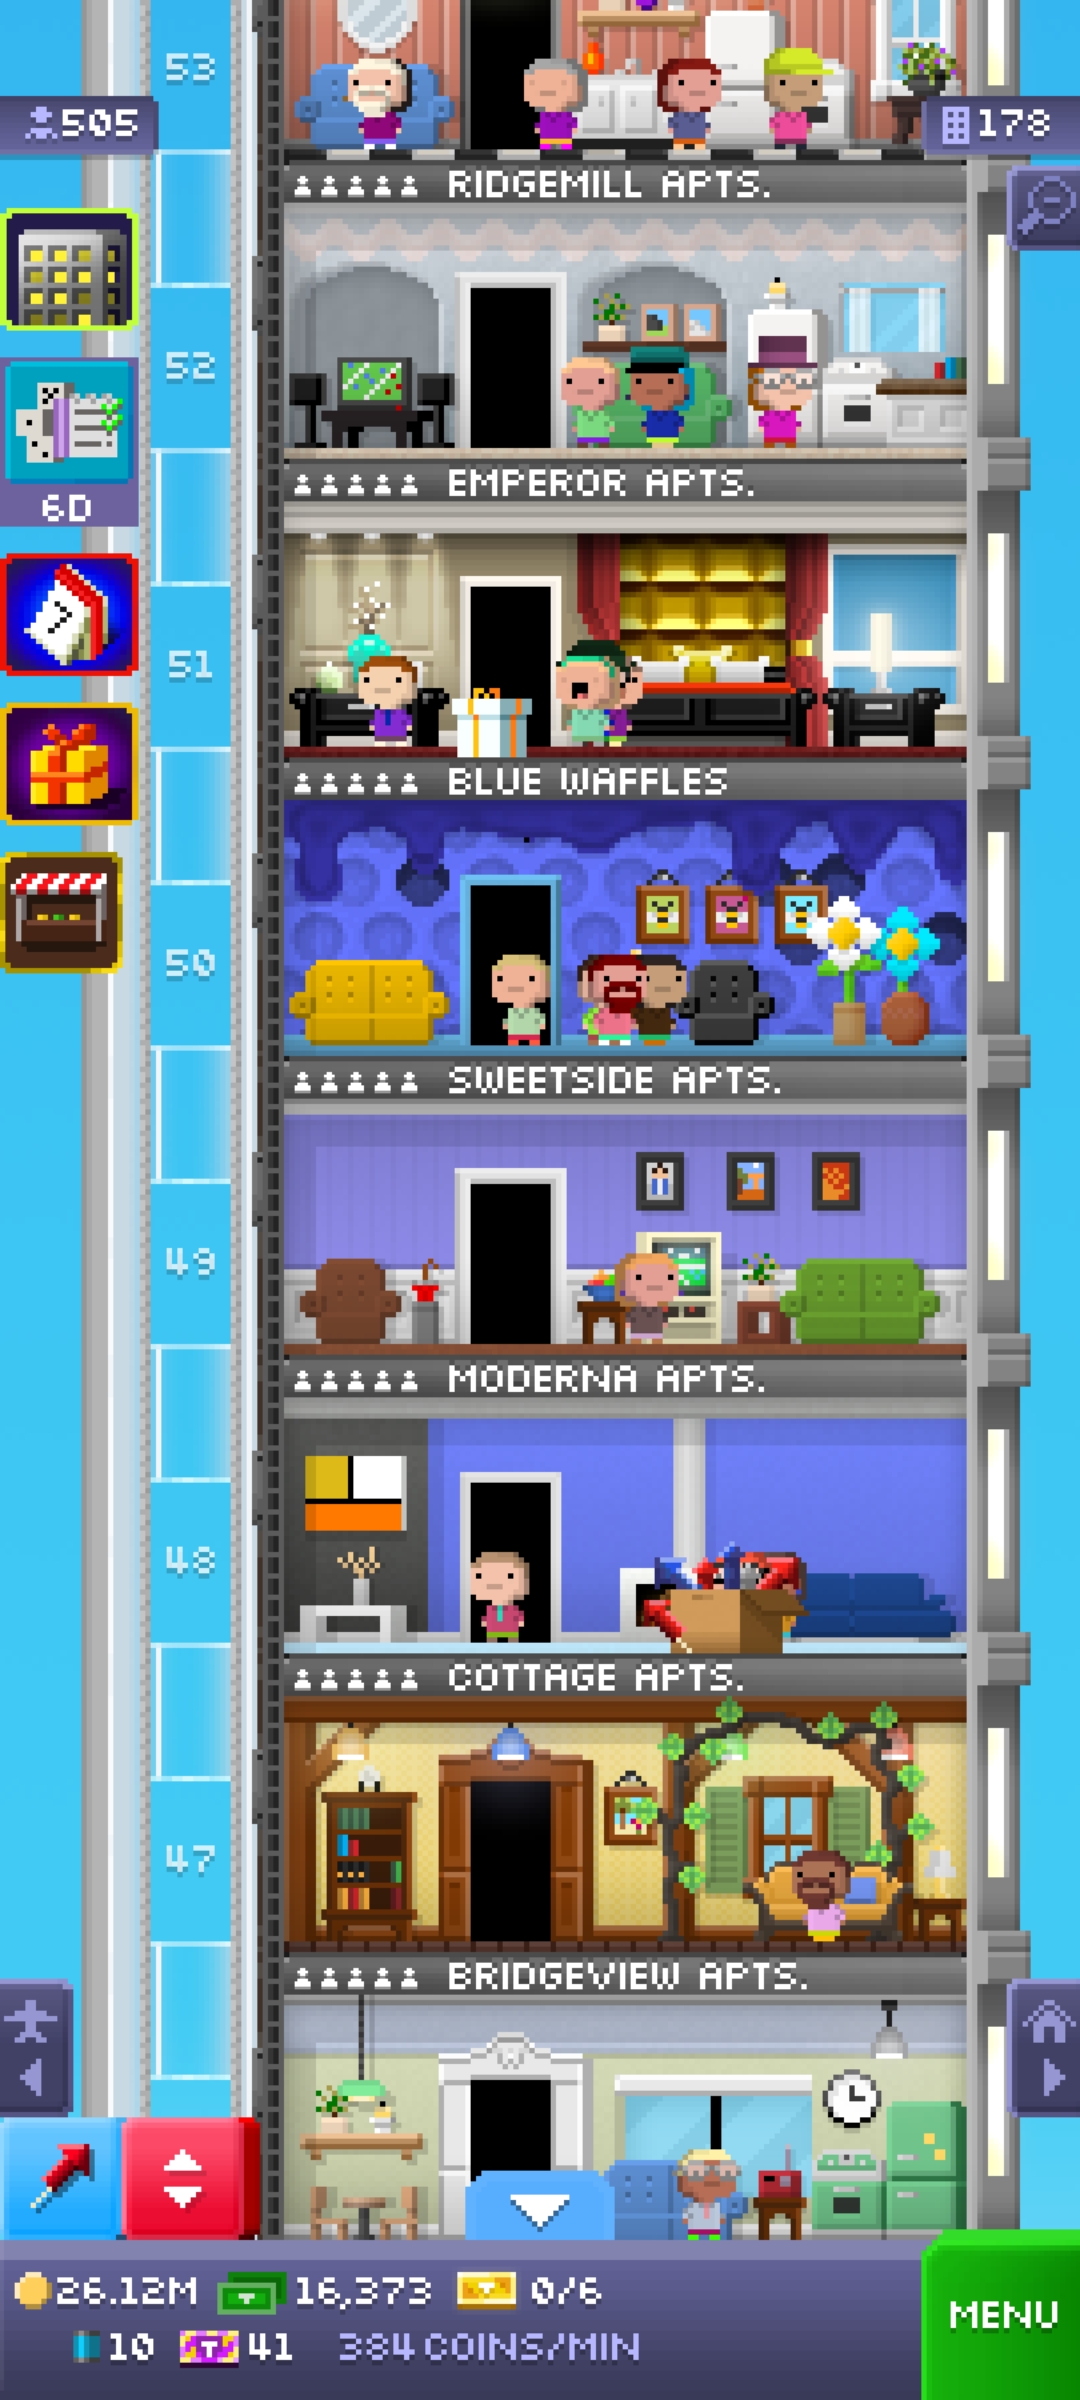 53
505
178
RIDGEMILL APTS.
52
EMPEROR APTS.
6D
7
51
BLUE WAFFLES
50
SWEETSIDE APTS.
49
MODERNA APTS.
48
COTTAGE APTS.
47
BRIDGEVIEW APTS.
26.12M 16,373 0/6
MENU
10 T 41 384 COINS/MIN